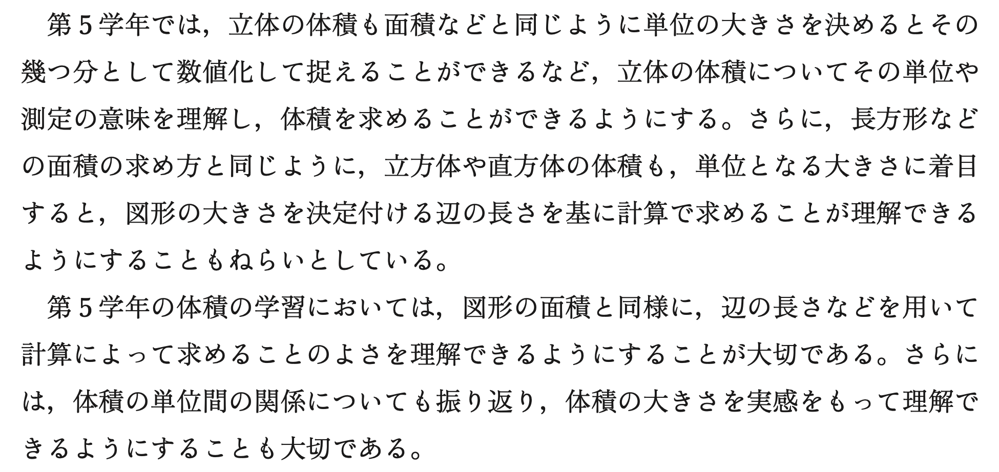 第5学年では，立体の体積も面積などと同じように単位の大きさを決めるとその
幾つ分として数値化して捉えることができるなど，立体の体積についてその単位や
測定の意味を理解し，体積を求めることができるようにする。さらに，長方形など
の面積の求め方と同じように，立方体や直方体の体積も，単位となる大きさに着目
すると，図形の大きさを決定付ける辺の長さを基に計算で求めることが理解できる
ようにすることもねらいとしている。
第5学年の体積の学習においては，図形の面積と同様に，辺の長さなどを用いて
計算によって求めることのよさを理解できるようにすることが大切である。さらに
は，体積の単位間の関係についても振り返り，体積の大きさを実感をもって理解で
きるようにすることも大切である。